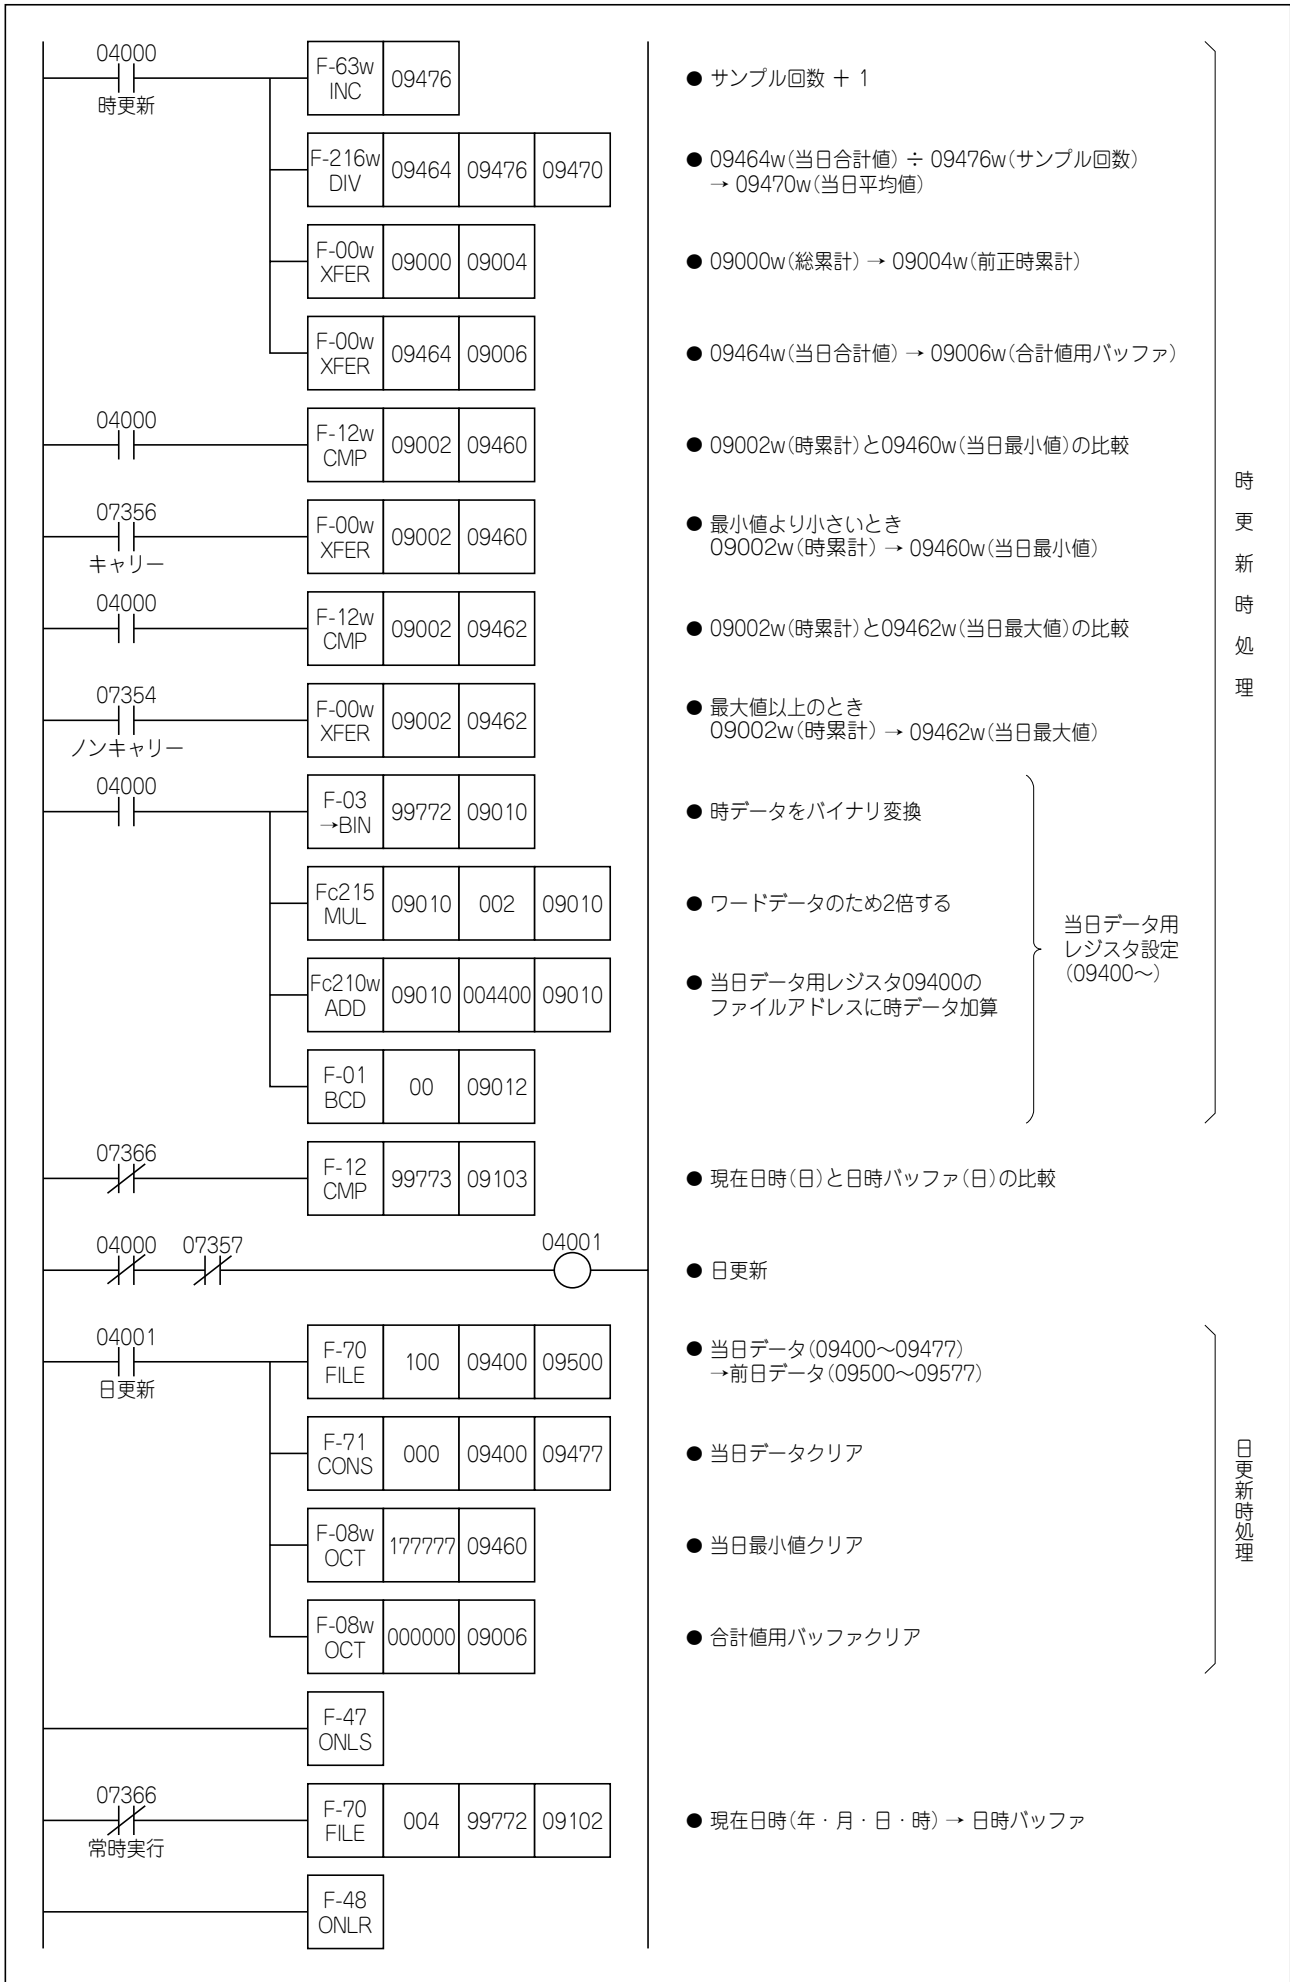 04000
時更新
F-63w
INC
09476
● サンプル回数 ＋ 1
F-216w
DIV
09464 09476 09470
● 09464w(当日合計値) ÷ 09476w(サンプル回数)
→ 09470w(当日平均値)
F-00w
XFER
09000 09004
● 09000w(総累計) → 09004w(前正時累計)
F-00w
XFER
09464 09006
● 09464w(当日合計値) → 09006w(合計値用バッファ)
04000
F-12w
CMP
09002 09460
● 09002w(時累計)と09460w(当日最小値)の比較
07356
キャリー
F-00w
XFER
09002 09460
● 最小値より小さいとき
09002w(時累計) → 09460w(当日最小値)
04000
F-12w
CMP
09002 09462
● 09002w(時累計)と09462w(当日最大値)の比較
07354
ノンキャリー
F-00w
XFER
09002 09462
● 最大値以上のとき
09002w(時累計) → 09462w(当日最大値)
04000
F-03
→BIN
99772 09010
● 時データをバイナリ変換
Fc215
MUL
09010 002 09010
● ワードデータのため2倍する
Fc210w
ADD
09010 004400 09010
● 当日データ用レジスタ09400の
ファイルアドレスに時データ加算
F-01
BCD
00 09012
当日データ用
レジスタ設定
(09400〜)
時更新時処理
07366
F-12
CMP
99773 09103
● 現在日時(日)と日時バッファ(日)の比較
04000 07357 04001
● 日更新
04001
日更新
F-70
FILE
100 09400 09500
● 当日データ(09400〜09477)
→前日データ(09500〜09577)
F-71
CONS
000 09400 09477
● 当日データクリア
F-08w
OCT
177777 09460
● 当日最小値クリア
F-08w
OCT
000000 09006
● 合計値用バッファクリア
日更新時処理
F-47
ONLS
07366
常時実行
F-70
FILE
004 99772 09102
● 現在日時(年・月・日・時) → 日時バッファ
F-48
ONLR